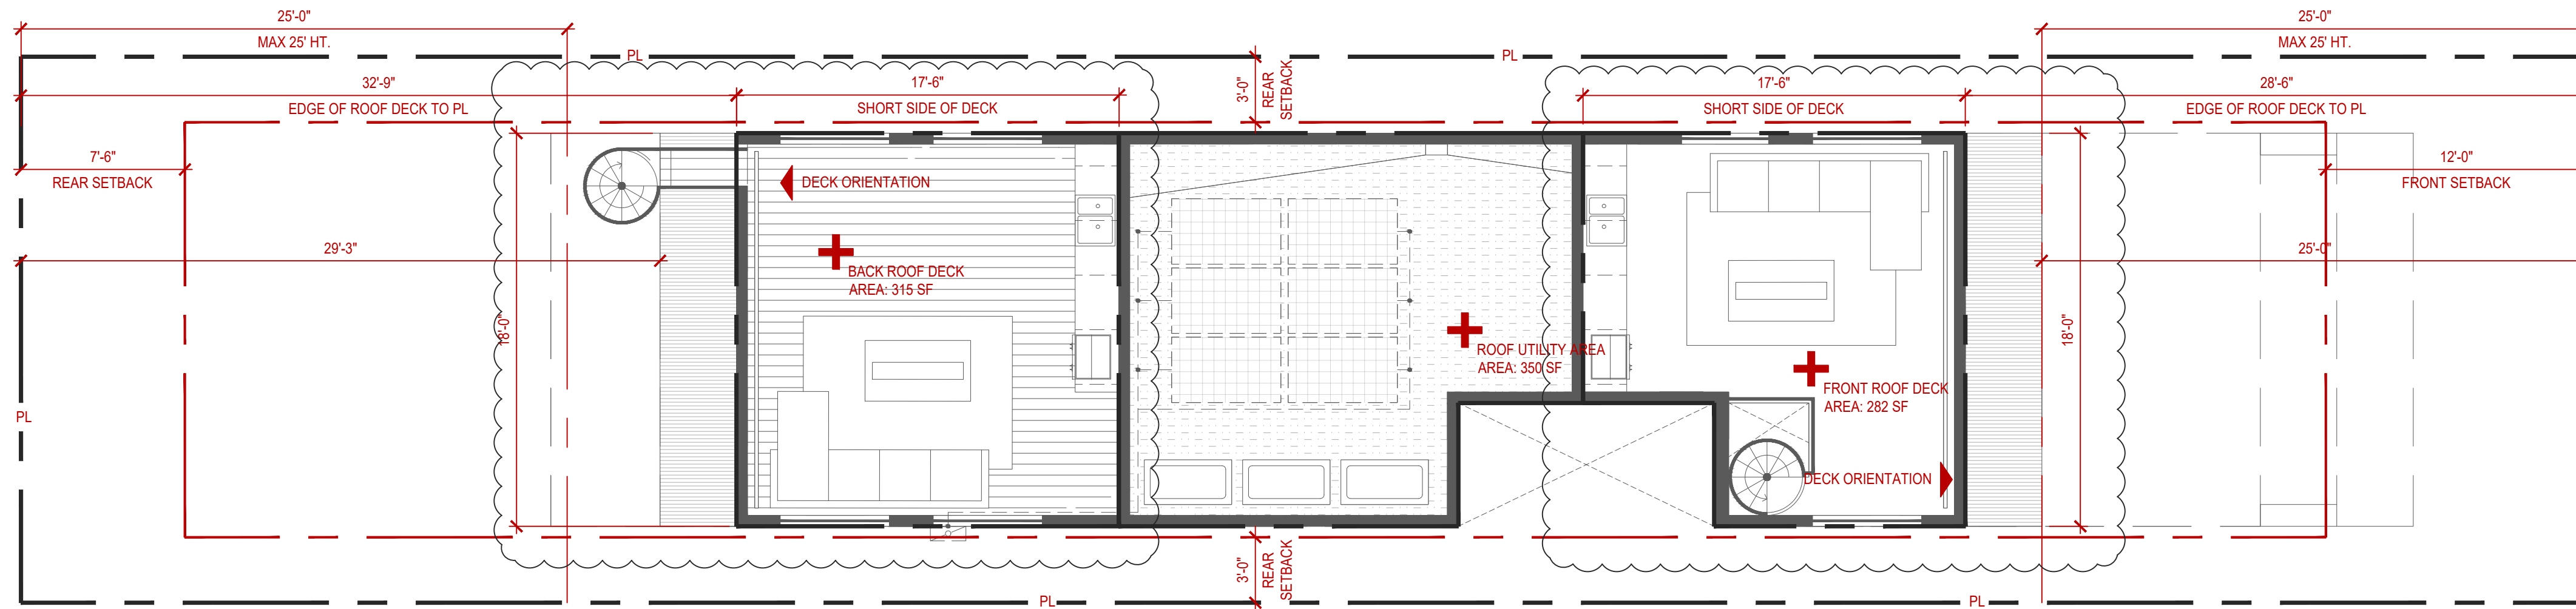 25'-0"
25'-0"
MAX 25' HT.
MAX 25' HT.
PL
PL
32'-9"
17'-6"
3'-0"
REAR
SETBACK
17'-6"
28'-6"
EDGE OF ROOF DECK TO PL
SHORT SIDE OF DECK
SHORT SIDE OF DECK
EDGE OF ROOF DECK TO PL
7'-6"
REAR SETBACK
DECK ORIENTATION
12'-0"
FRONT SETBACK
29'-3"
25'-0"
BACK ROOF DECK
AREA: 315 SF
18'-0"
18'-0"
ROOF UTILITY AREA
AREA: 350 SF
FRONT ROOF DECK
AREA: 282 SF
PL
DECK ORIENTATION
3'-0"
REAR
SETBACK
PL
PL